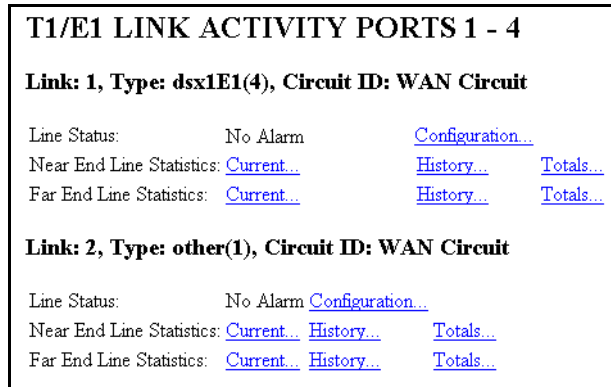 T1/E1 LINK ACTIVITY PORTS 1 - 4
Link: 1, Type: dsx1E1(4), Circuit ID: WAN Circuit
Line Status: No Alarm Configuration...
Near End Line Statistics: Current... History... Totals...
Far End Line Statistics: Current... History... Totals...
Link: 2, Type: other(1), Circuit ID: WAN Circuit
Line Status: No Alarm Configuration...
Near End Line Statistics: Current... History... Totals...
Far End Line Statistics: Current... History... Totals...